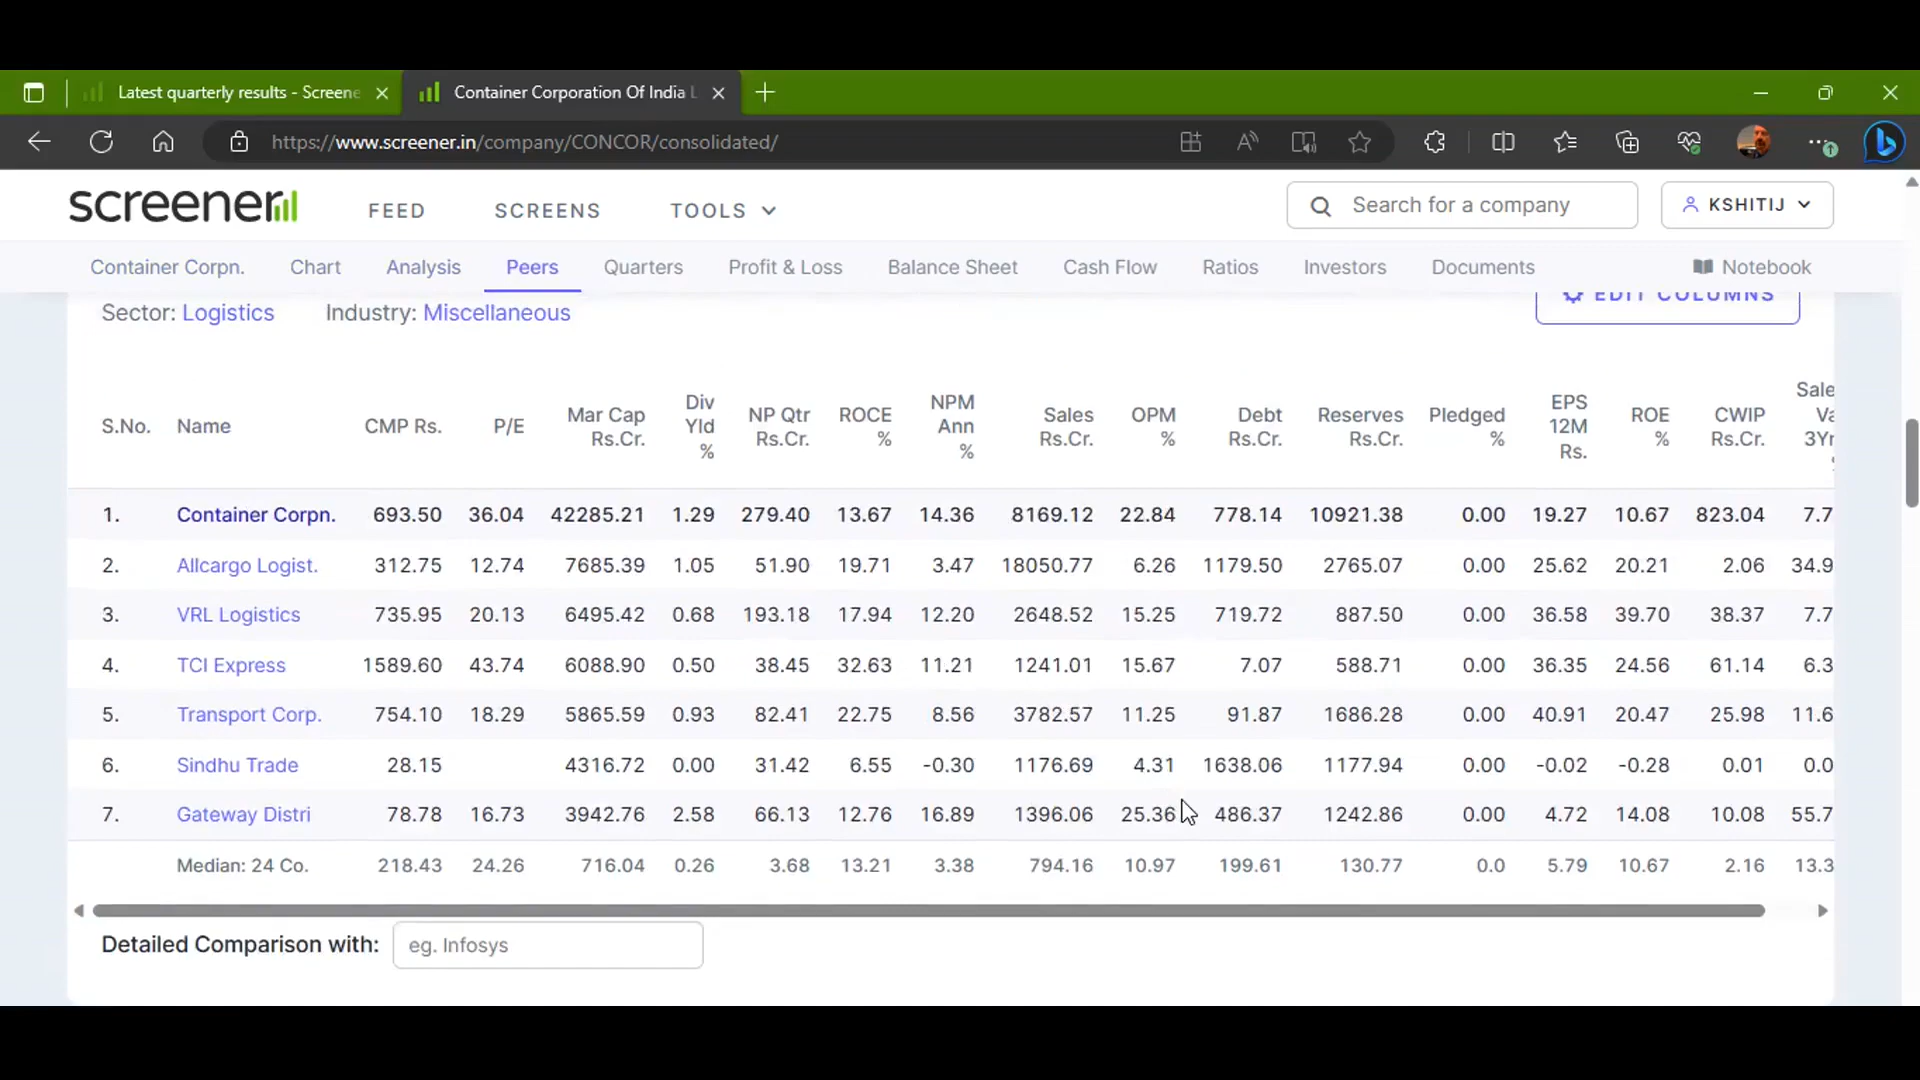 Latest quarterly results - Screene
Container Corporation Of India L
https://www.screener.in/company/CONCOR/consolidated/
screener
FEED SCREENS TOOLS
Search for a company
KSHITIJ
Container Corpn. Chart Analysis Peers Quarters Profit & Loss Balance Sheet Cash Flow Ratios Investors Documents Notebook
Sector: Logistics Industry: Miscellaneous
EDIT COLUMNS
S.No. Name CMP Rs. P/E Mar Cap Rs.Cr. Div Yld % NP Qtr Rs.Cr. ROCE % NPM Ann % Sales Rs.Cr. OPM % Debt Rs.Cr. Reserves Rs.Cr. Pledged % EPS 12M Rs. ROE % CWIP Rs.Cr. Sale Va 3Yr
1. Container Corpn. 693.50 36.04 42285.21 1.29 279.40 13.67 14.36 8169.12 22.84 778.14 10921.38 0.00 19.27 10.67 823.04 7.7
2. Allcargo Logist. 312.75 12.74 7685.39 1.05 51.90 19.71 3.47 18050.77 6.26 1179.50 2765.07 0.00 25.62 20.21 2.06 34.9
3. VRL Logistics 735.95 20.13 6495.42 0.68 193.18 17.94 12.20 2648.52 15.25 719.72 887.50 0.00 36.58 39.70 38.37 7.7
4. TCI Express 1589.60 43.74 6088.90 0.50 38.45 32.63 11.21 1241.01 15.67 7.07 588.71 0.00 36.35 24.56 61.14 6.3
5. Transport Corp. 754.10 18.29 5865.59 0.93 82.41 22.75 8.56 3782.57 11.25 91.87 1686.28 0.00 40.91 20.47 25.98 11.6
6. Sindhu Trade 28.15 4316.72 0.00 31.42 6.55 -0.30 1176.69 4.31 1638.06 1177.94 0.00 -0.02 -0.28 0.01 0.0
7. Gateway Distri 78.78 16.73 3942.76 2.58 66.13 12.76 16.89 1396.06 25.36 486.37 1242.86 0.00 4.72 14.08 10.08 55.7
Median: 24 Co. 218.43 24.26 716.04 0.26 3.68 13.21 3.38 794.16 10.97 199.61 130.77 0.0 5.79 10.67 2.16 13.3
Detailed Comparison with: eg. Infosys